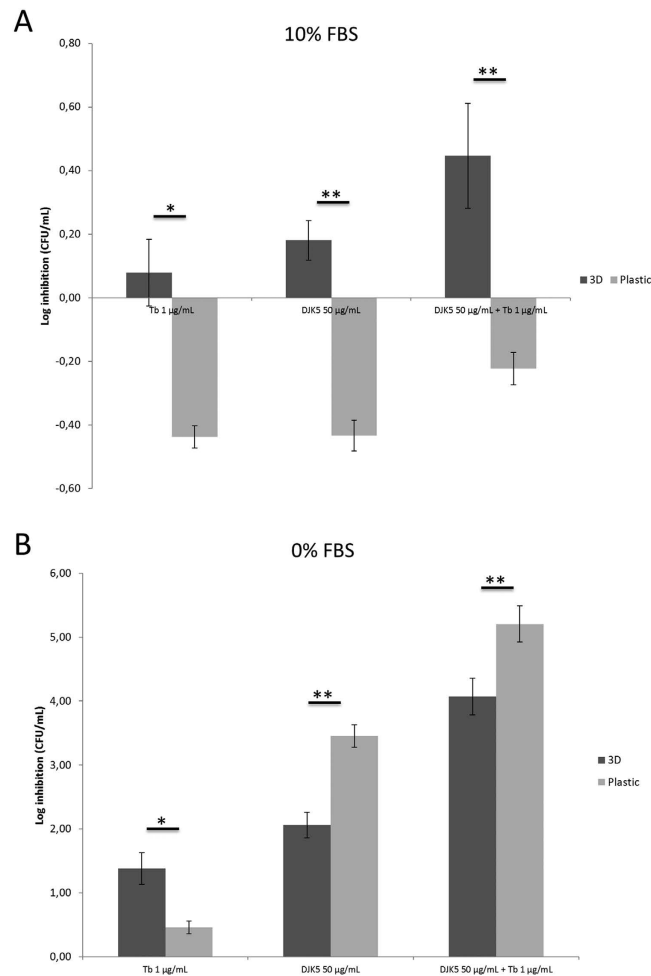 A
10% FBS
0,80
0,60
0,40
0,20
0,00
-0,20
-0,40
-0,60
Log inhibition (CFU/mL)
*
**
**
Tb 1 µg/mL
DJK5 50 µg/mL
DJK5 50 µg/mL + Tb 1 µg/mL
3D
Plastic
B
0% FBS
6,00
5,00
4,00
3,00
2,00
1,00
0,00
Log inhibition (CFU/mL)
*
**
**
Tb 1 µg/mL
DJK5 50 µg/mL
DJK5 50 µg/mL + Tb 1 µg/mL
3D
Plastic